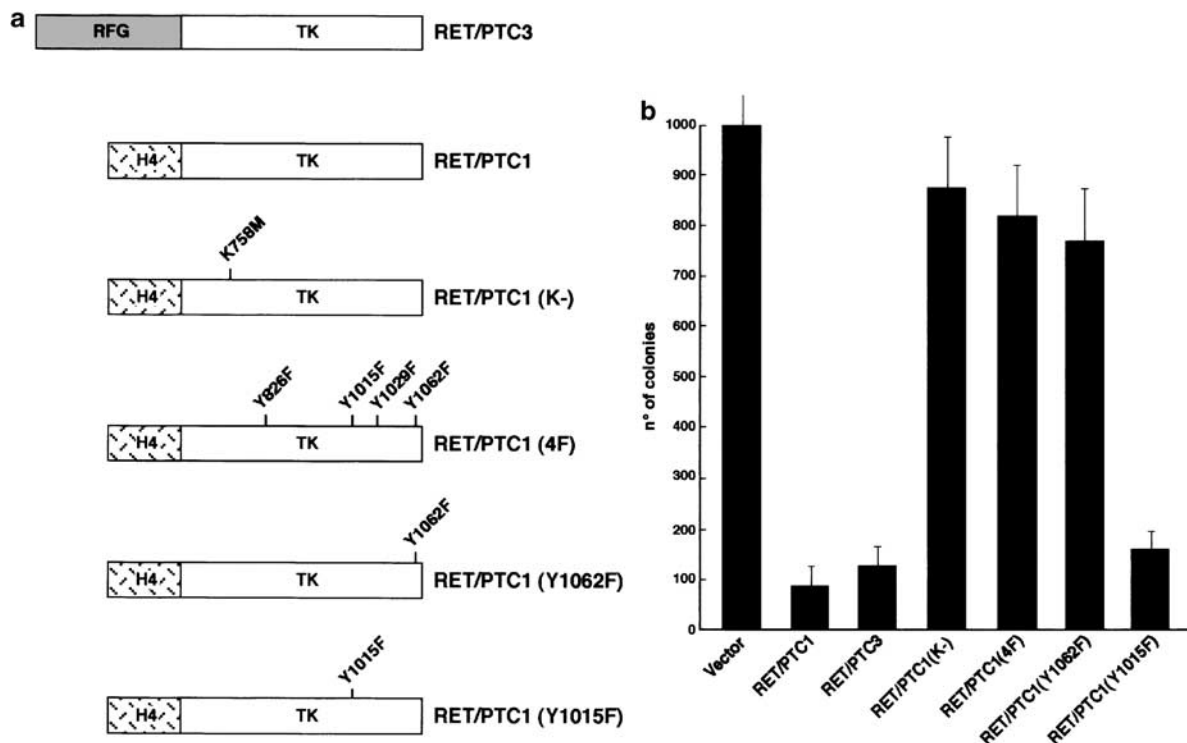 a
RFG TK RET/PTC3
H4 TK RET/PTC1
K758M
H4 TK RET/PTC1 (K-)
Y826F Y1015F Y1029F Y1062F
H4 TK RET/PTC1 (4F)
Y1062F
H4 TK RET/PTC1 (Y1062F)
Y1015F
H4 TK RET/PTC1 (Y1015F)
b
n° of colonies
1000
900
800
700
600
500
400
300
200
100
0
Vector
RET/PTC1
RET/PTC3
RET/PTC1(K-)
RET/PTC1(4F)
RET/PTC1(Y1062F)
RET/PTC1(Y1015F)